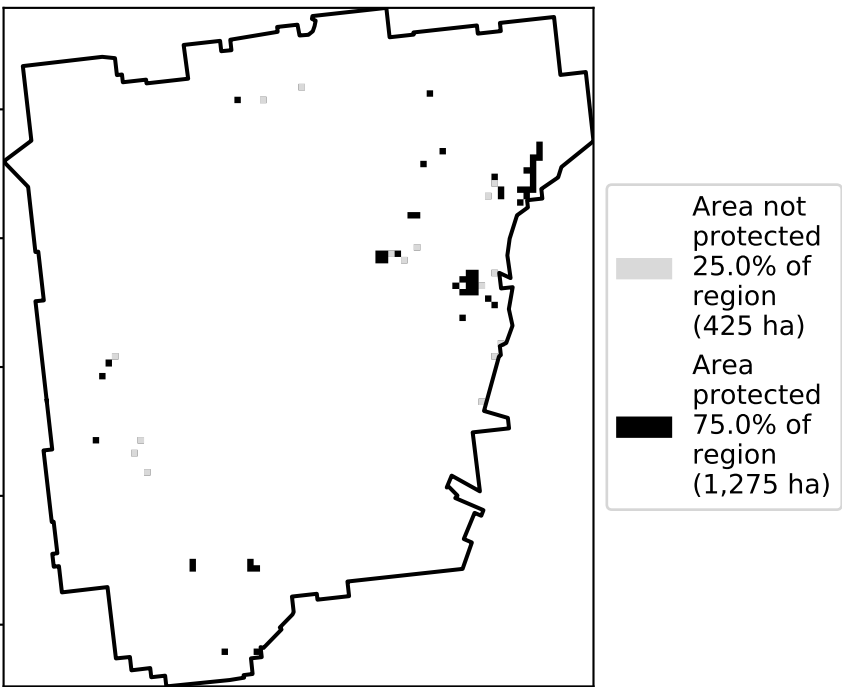 Area not
protected
25.0% of
region
(425 ha)
Area
protected
75.0% of
region
(1,275 ha)